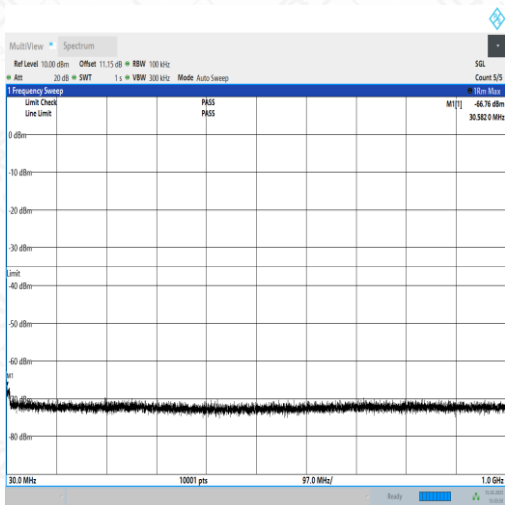 MultiView Spectrum
Ref Level 10.00 dBm Offset 11.15 dB RBW 100 kHz SGL
Att 20 dB SWT 1 s VBW 300 kHz Mode Auto Sweep Count 5/5
1 Frequency Sweep 1Rm Max
Limit Check PASS M1[1] -66.76 dBm
Line Limit PASS 30.582 0 MHz
0 dBm
-10 dBm
-20 dBm
-30 dBm
Limit
-40 dBm
-50 dBm
-60 dBm
M1
-80 dBm
30.0 MHz 10001 pts 97.0 MHz/ 1.0 GHz
Ready